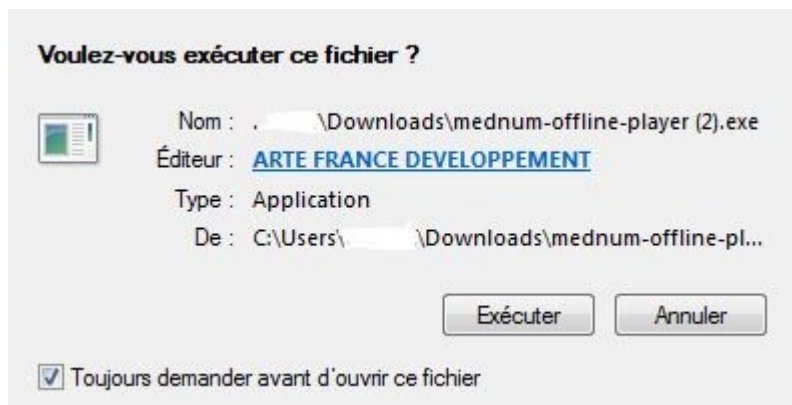 Voulez-vous exécuter ce fichier ?
Nom : . \Downloads\mednum-offline-player (2).exe
Éditeur : ARTE FRANCE DEVELOPPEMENT
Type : Application
De : C:\Users\ \Downloads\mednum-offline-pl...
Exécuter Annuler
Toujours demander avant d'ouvrir ce fichier